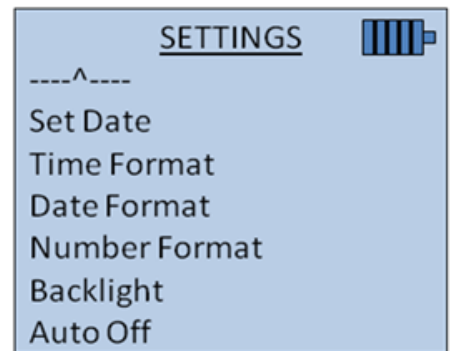 SETTINGS
----^----
Set Date
Time Format
Date Format
Number Format
Backlight
Auto Off